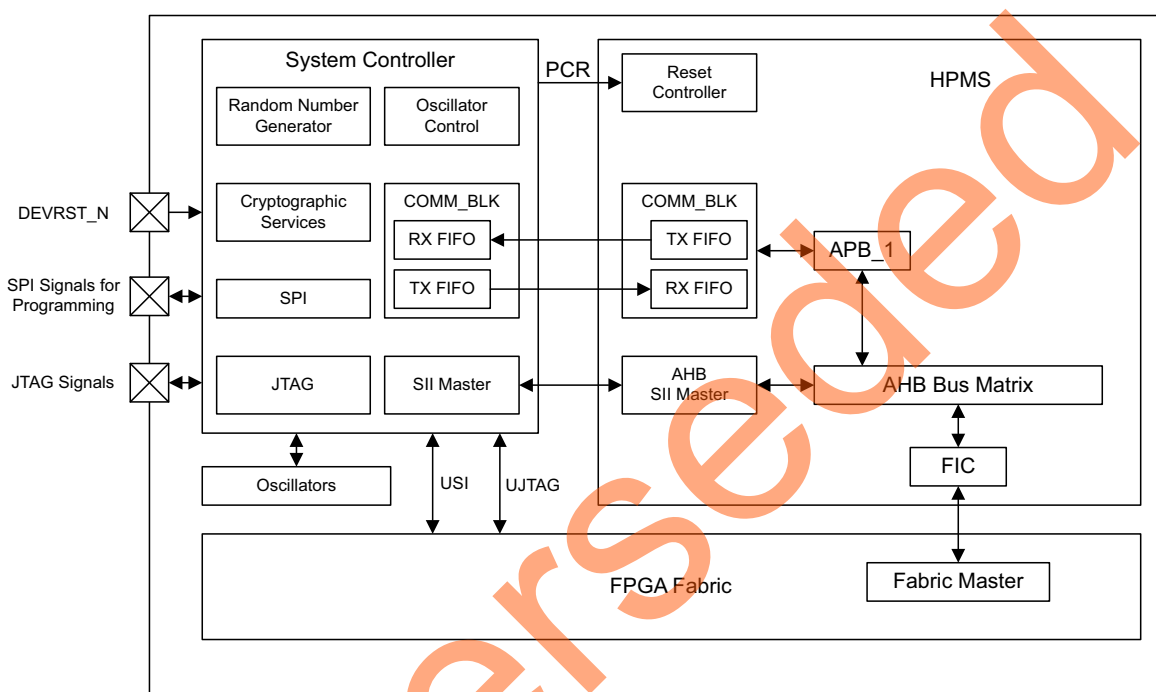 System Controller
Random Number
Generator
Oscillator
Control
PCR
Reset
Controller
HPMS
DEVRST_N
Cryptographic
Services
COMM_BLK
RX FIFO
TX FIFO
COMM_BLK
TX FIFO
RX FIFO
APB_1
SPI Signals for
Programming
SPI
JTAG Signals
JTAG
SII Master
AHB
SII Master
AHB Bus Matrix
FIC
Oscillators
USI
UJTAG
FPGA Fabric
Fabric Master
erseded